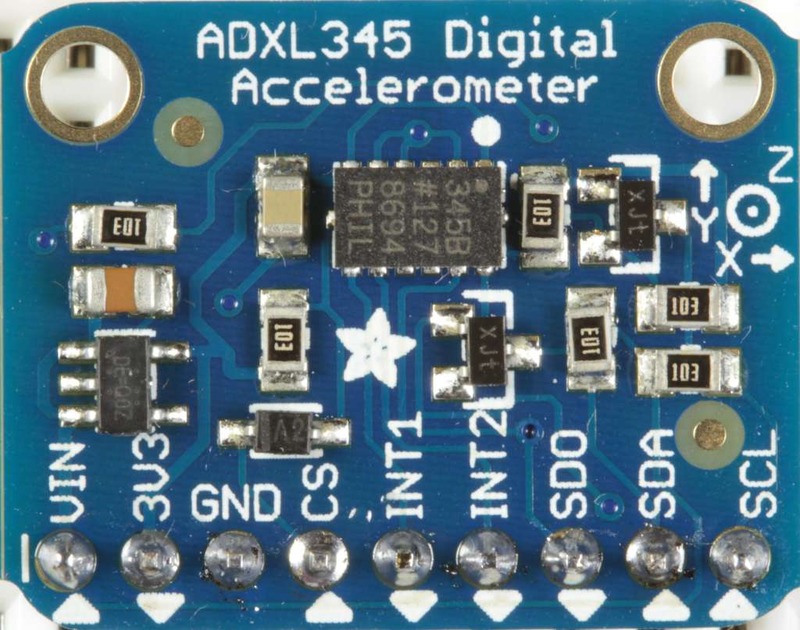 ADXL345 Digital
Accelerometer
345B
#127
8694
PHIL
103
103
103
103
103
103
XJt
XJt
A2
Z
Y
X
VIN
3V3
GND
CS
INT1
INT2
SDO
SDA
SCL